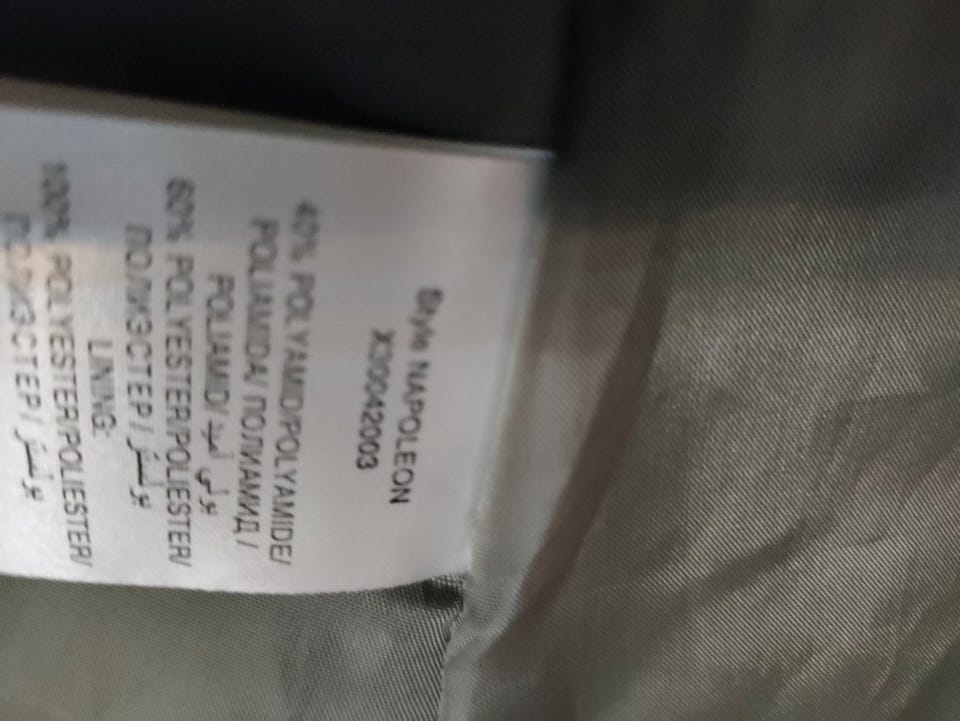 Style NAPOLEON
XC30042003
40% POLYAMID/POLYAMIDE/
POLIAMIDA/ ПОЛИАМИД /
POLIAMID/ بولي أميد
60% POLYESTER/POLIESTER/
ПОЛИЭСТЕР / بوليستر
LINING:
100% POLYESTER/POLIESTER/
ПОЛИЭСТЕР / بوليستر